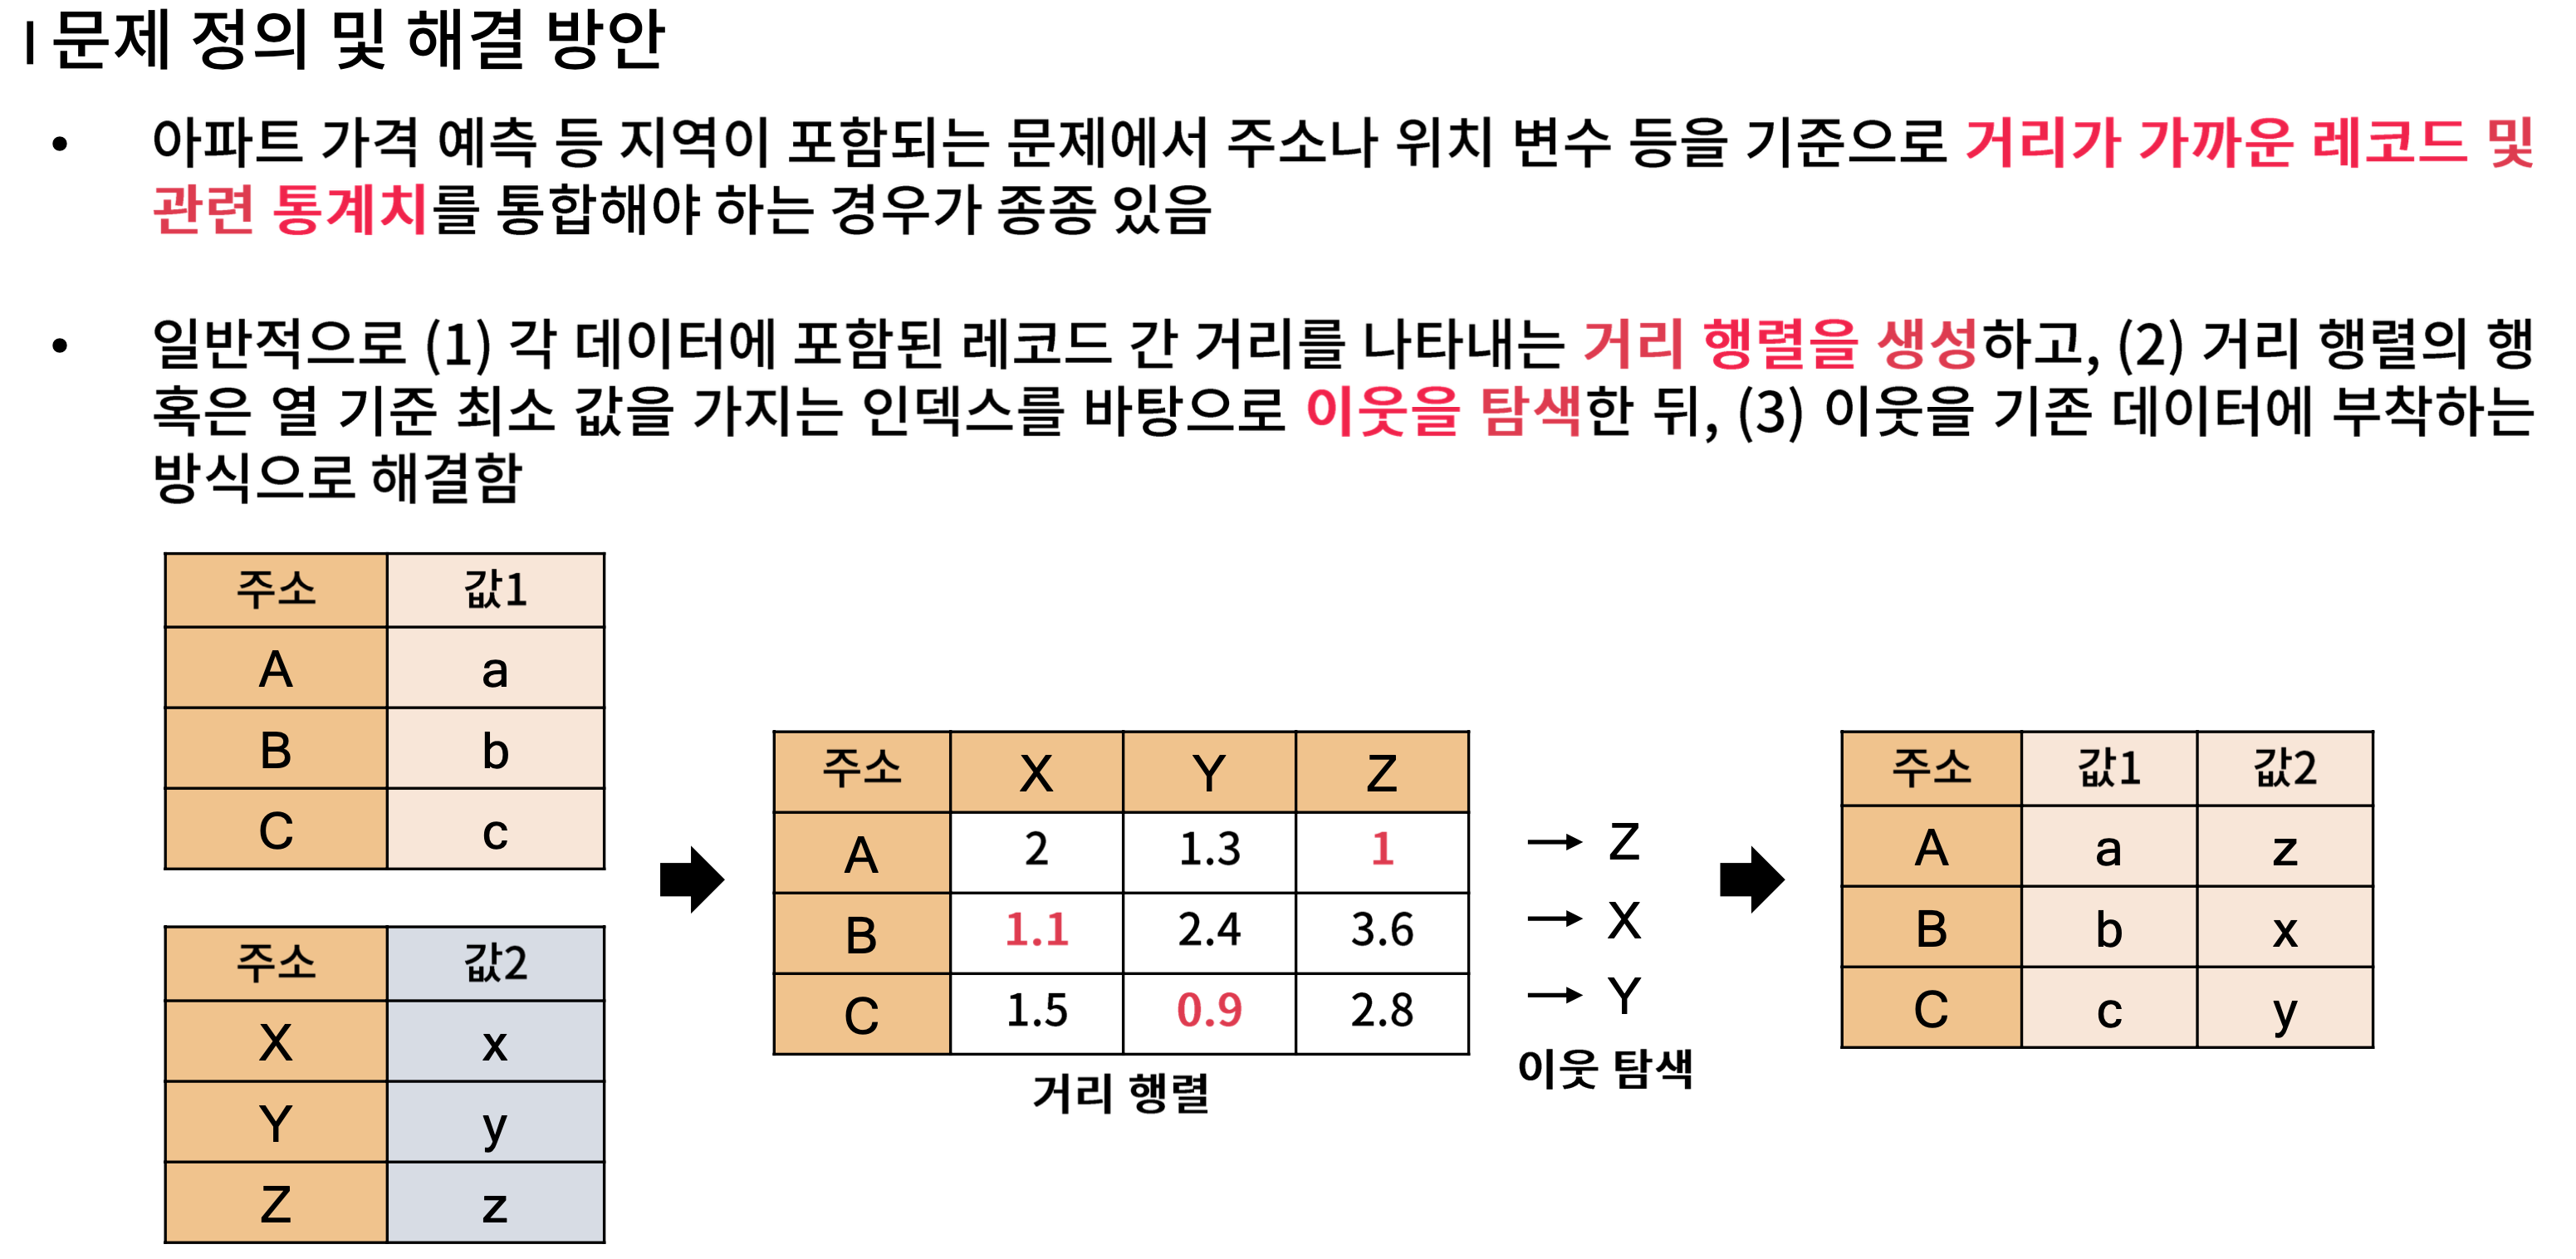 I 문제 정의 및 해결 방안
• 아파트 가격 예측 등 지역이 포함되는 문제에서 주소나 위치 변수 등을 기준으로 거리가 가까운 레코드 및
관련 통계치를 통합해야 하는 경우가 종종 있음
• 일반적으로 (1) 각 데이터에 포함된 레코드 간 거리를 나타내는 거리 행렬을 생성하고, (2) 거리 행렬의 행
혹은 열 기준 최소 값을 가지는 인덱스를 바탕으로 이웃을 탐색한 뒤, (3) 이웃을 기존 데이터에 부착하는
방식으로 해결함
주소 값1
A a
B b
C c
주소 값2
X x
Y y
Z z
주소 X Y Z
A 2 1.3 1
B 1.1 2.4 3.6
C 1.5 0.9 2.8
거리 행렬
→ Z
→ X
→ Y
이웃 탐색
주소 값1 값2
A a z
B b x
C c y